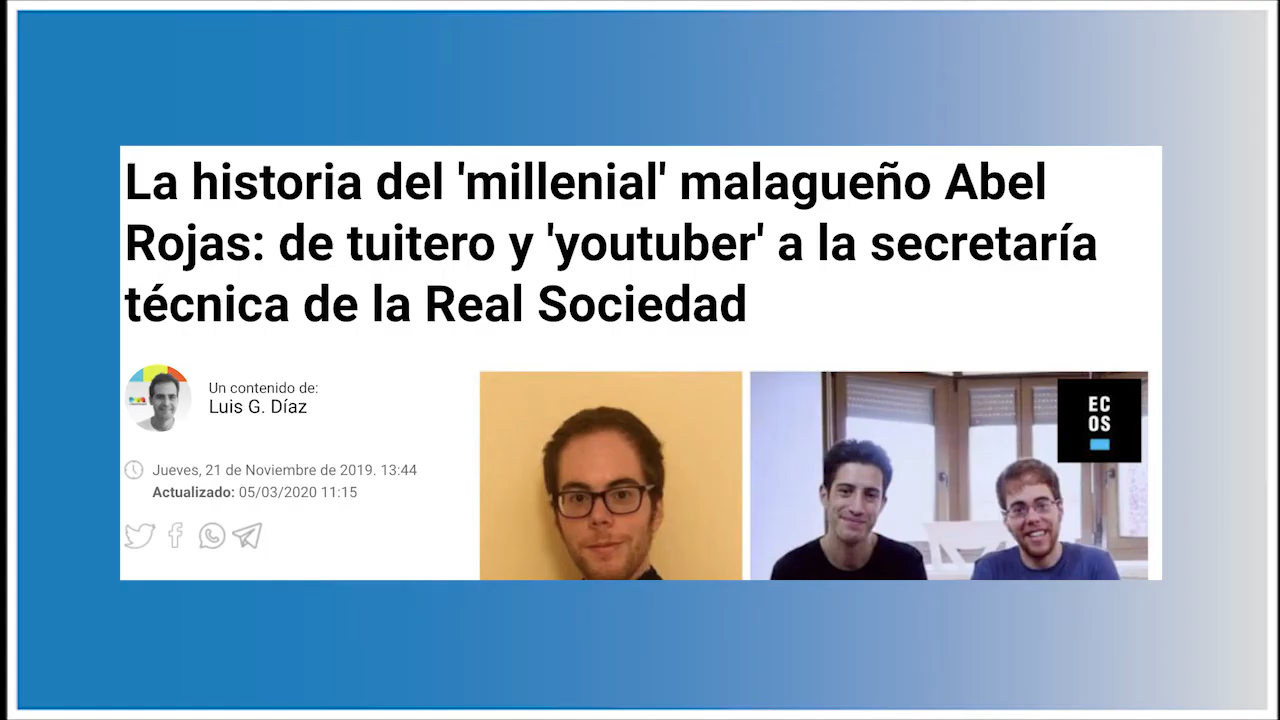 La historia del 'millenial' malagueño Abel
Rojas: de tuitero y 'youtuber' a la secretaría
técnica de la Real Sociedad
Un contenido de:
Luis G. Díaz
Jueves, 21 de Noviembre de 2019. 13:44
Actualizado: 05/03/2020 11:15
EC
OS